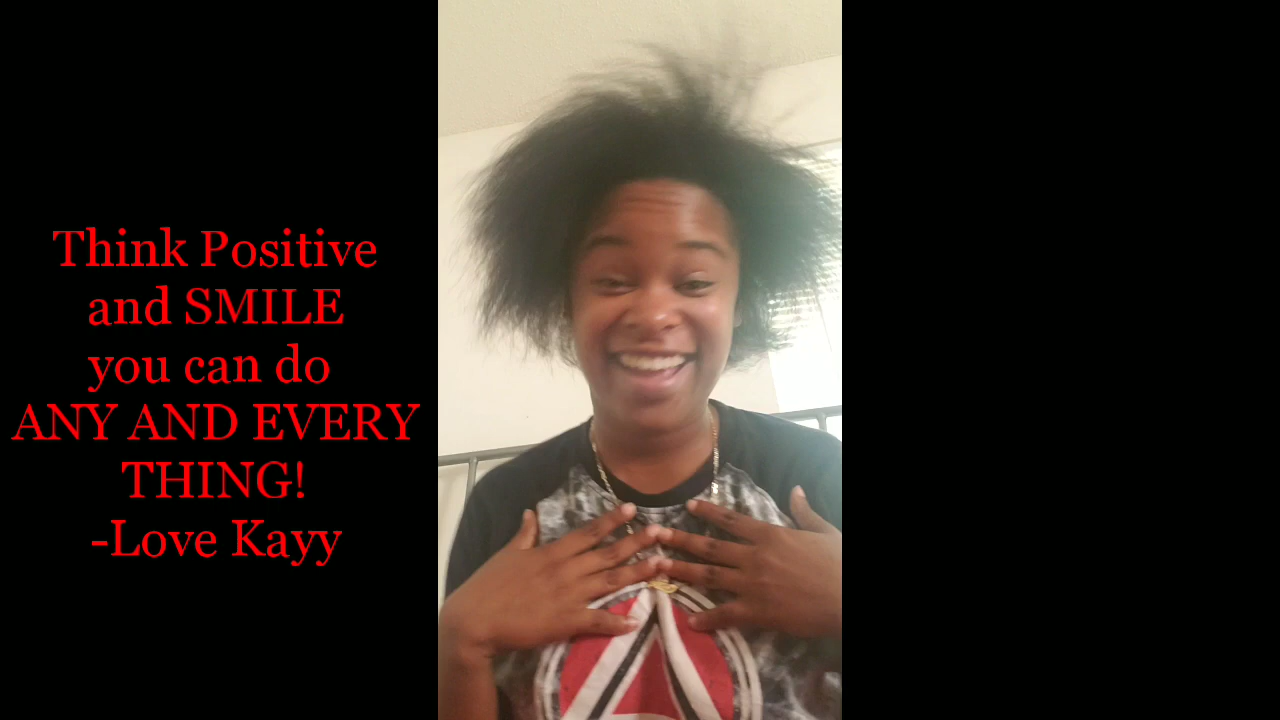 Think Positive
and SMILE
you can do
ANY AND EVERY
THING!
-Love Kayy